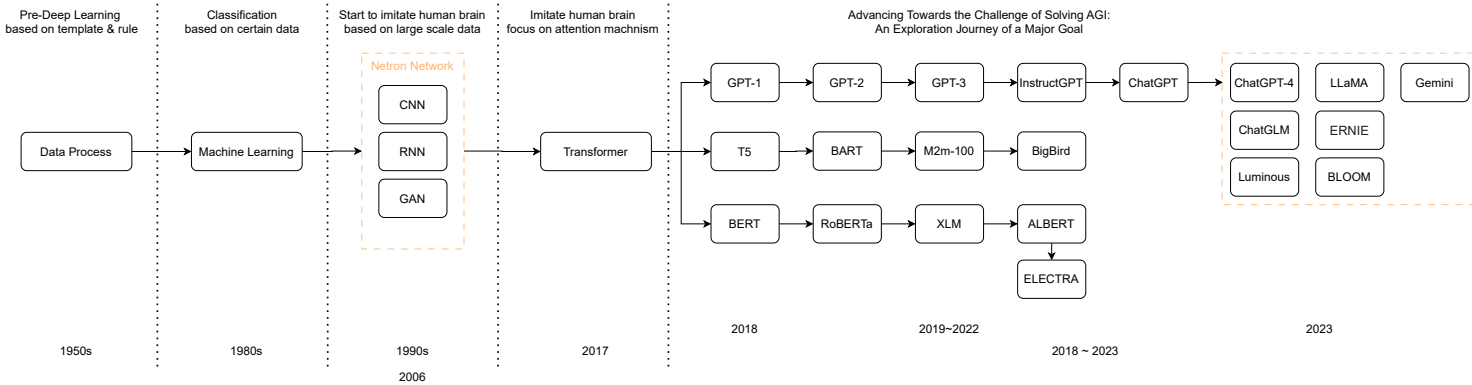 Pre-Deep Learning
based on template & rule
Classification
based on certain data
Start to imitate human brain
based on large scale data
Imitate human brain
focus on attention machnism
Advancing Towards the Challenge of Solving AGI:
An Exploration Journey of a Major Goal
Data Process
Machine Learning
Netron Network
CNN
RNN
GAN
Transformer
GPT-1
GPT-2
GPT-3
InstructGPT
ChatGPT
T5
BART
M2m-100
BigBird
BERT
RoBERTa
XLM
ALBERT
ELECTRA
ChatGPT-4
LLaMA
Gemini
ChatGLM
ERNIE
Luminous
BLOOM
2018
2019~2022
2023
1950s
1980s
1990s
2006
2017
2018 ~ 2023